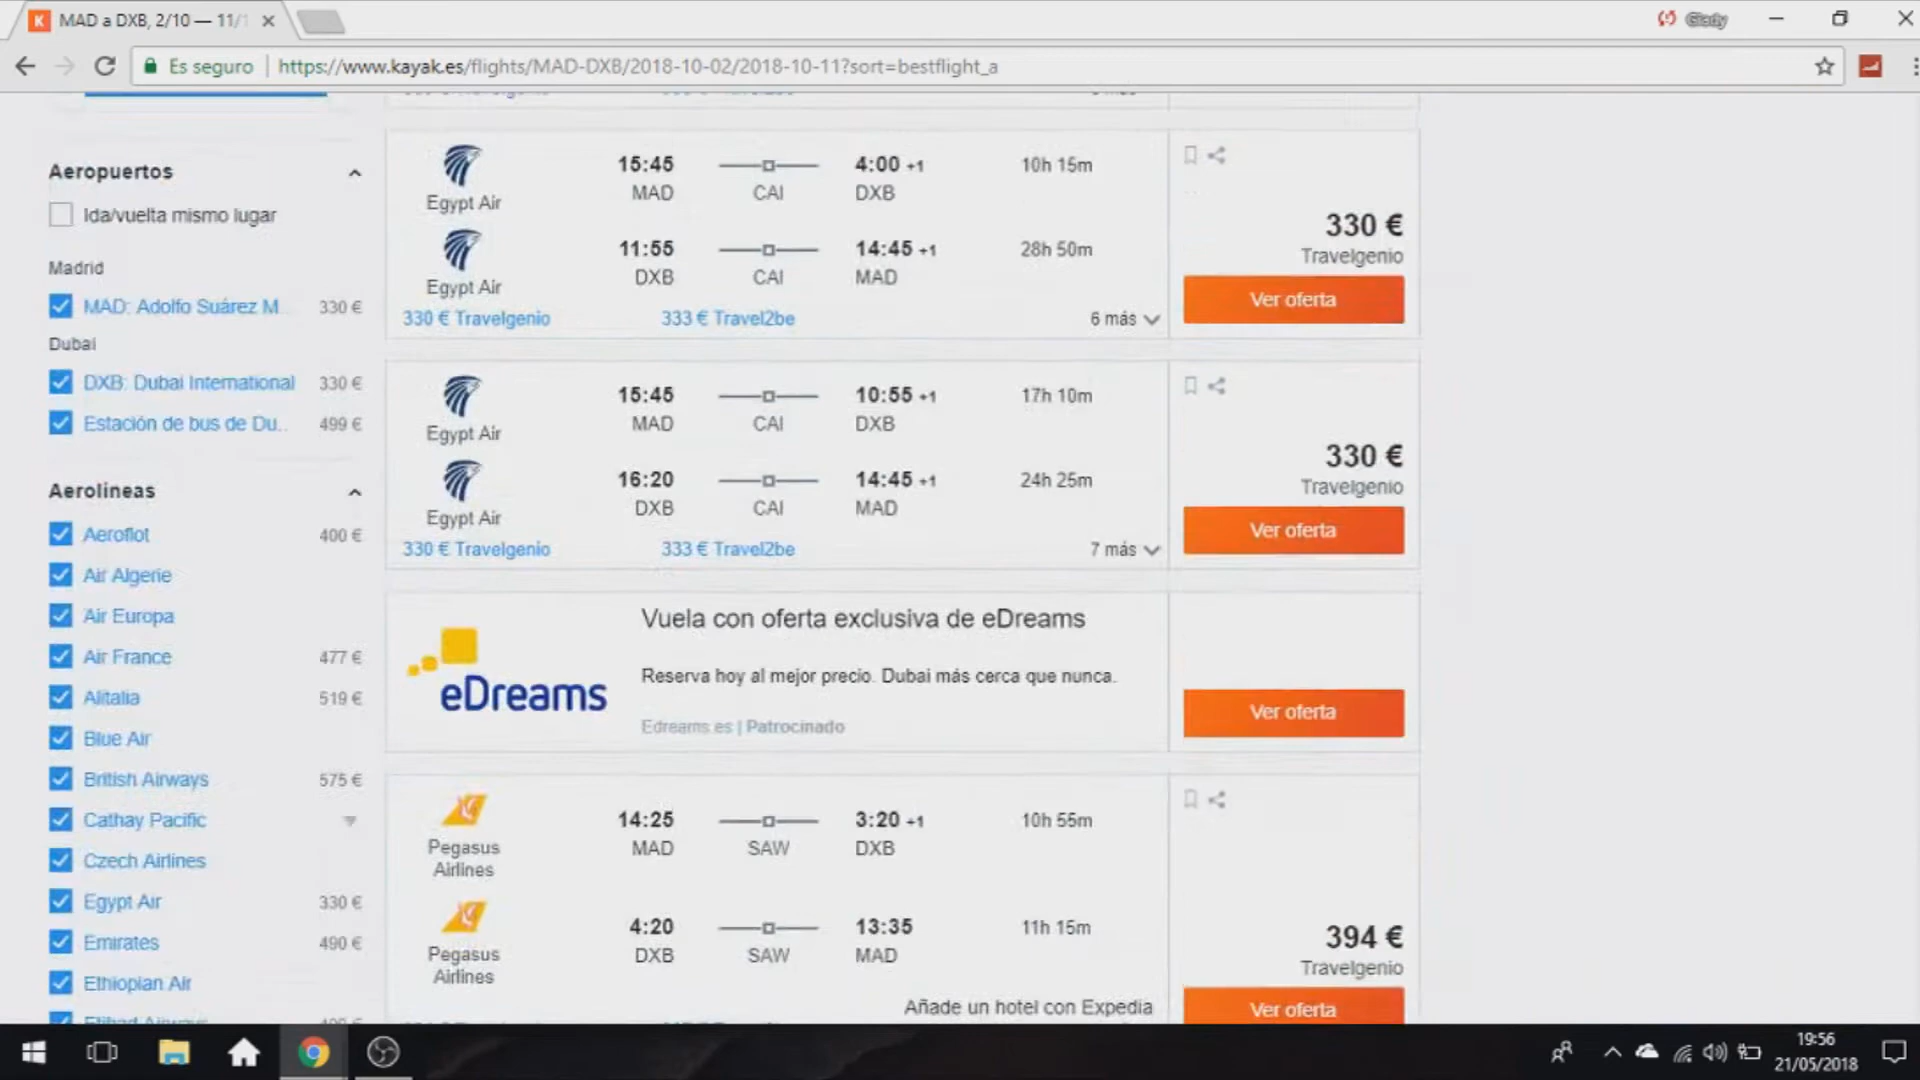 MAD a DXB, 2/10 — 11/1
Es seguro
https://www.kayak.es/flights/MAD-DXB/2018-10-02/2018-10-11?sort=bestflight_a
Aeropuertos
Ida/vuelta mismo lugar
Madrid
MAD: Adolfo Suárez M... 330 €
Dubai
DXB: Dubai International 330 €
Estación de bus de Du... 499 €
Aerolíneas
Aeroflot 400 €
Air Algerie
Air Europa
Air France 477 €
Alitalia 519 €
Blue Air
British Airways 575 €
Cathay Pacific
Czech Airlines
Egypt Air 330 €
Emirates 490 €
Ethiopian Air
Etihad Airways
15:45 4:00 +1 10h 15m
Egypt Air MAD CAI DXB
11:55 14:45 +1 28h 50m
Egypt Air DXB CAI MAD
330 € Travelgenio 333 € Travel2be 6 más
330 €
Travelgenio
Ver oferta
15:45 10:55 +1 17h 10m
Egypt Air MAD CAI DXB
16:20 14:45 +1 24h 25m
Egypt Air DXB CAI MAD
330 € Travelgenio 333 € Travel2be 7 más
330 €
Travelgenio
Ver oferta
eDreams
Vuela con oferta exclusiva de eDreams
Reserva hoy al mejor precio. Dubai más cerca que nunca.
Edreams.es | Patrocinado
Ver oferta
14:25 3:20 +1 10h 55m
Pegasus Airlines MAD SAW DXB
4:20 13:35 11h 15m
Pegasus Airlines DXB SAW MAD
Añade un hotel con Expedia
394 €
Travelgenio
Ver oferta
19:56
21/05/2018